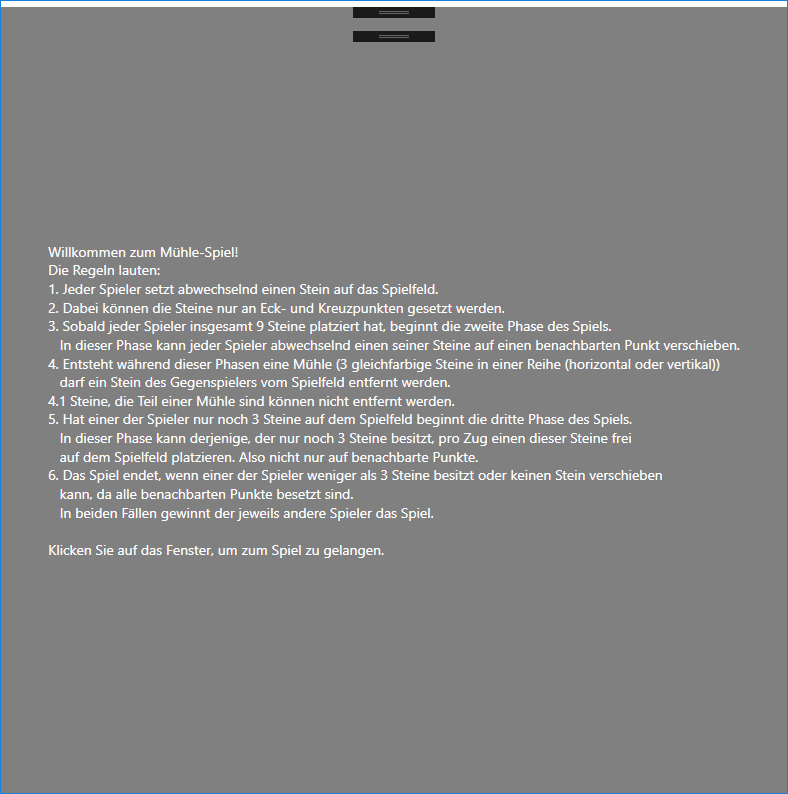 Willkommen zum Mühle-Spiel!
Die Regeln lauten:
1. Jeder Spieler setzt abwechselnd einen Stein auf das Spielfeld.
2. Dabei können die Steine nur an Eck- und Kreuzpunkten gesetzt werden.
3. Sobald jeder Spieler insgesamt 9 Steine platziert hat, beginnt die zweite Phase des Spiels.
In dieser Phase kann jeder Spieler abwechselnd einen seiner Steine auf einen benachbarten Punkt verschieben.
4. Entsteht während dieser Phasen eine Mühle (3 gleichfarbige Steine in einer Reihe (horizontal oder vertikal))
darf ein Stein des Gegenspielers vom Spielfeld entfernt werden.
4.1 Steine, die Teil einer Mühle sind können nicht entfernt werden.
5. Hat einer der Spieler nur noch 3 Steine auf dem Spielfeld beginnt die dritte Phase des Spiels.
In dieser Phase kann derjenige, der nur noch 3 Steine besitzt, pro Zug einen dieser Steine frei
auf dem Spielfeld platzieren. Also nicht nur auf benachbarte Punkte.
6. Das Spiel endet, wenn einer der Spieler weniger als 3 Steine besitzt oder keinen Stein verschieben
kann, da alle benachbarten Punkte besetzt sind.
In beiden Fällen gewinnt der jeweils andere Spieler das Spiel.
Klicken Sie auf das Fenster, um zum Spiel zu gelangen.